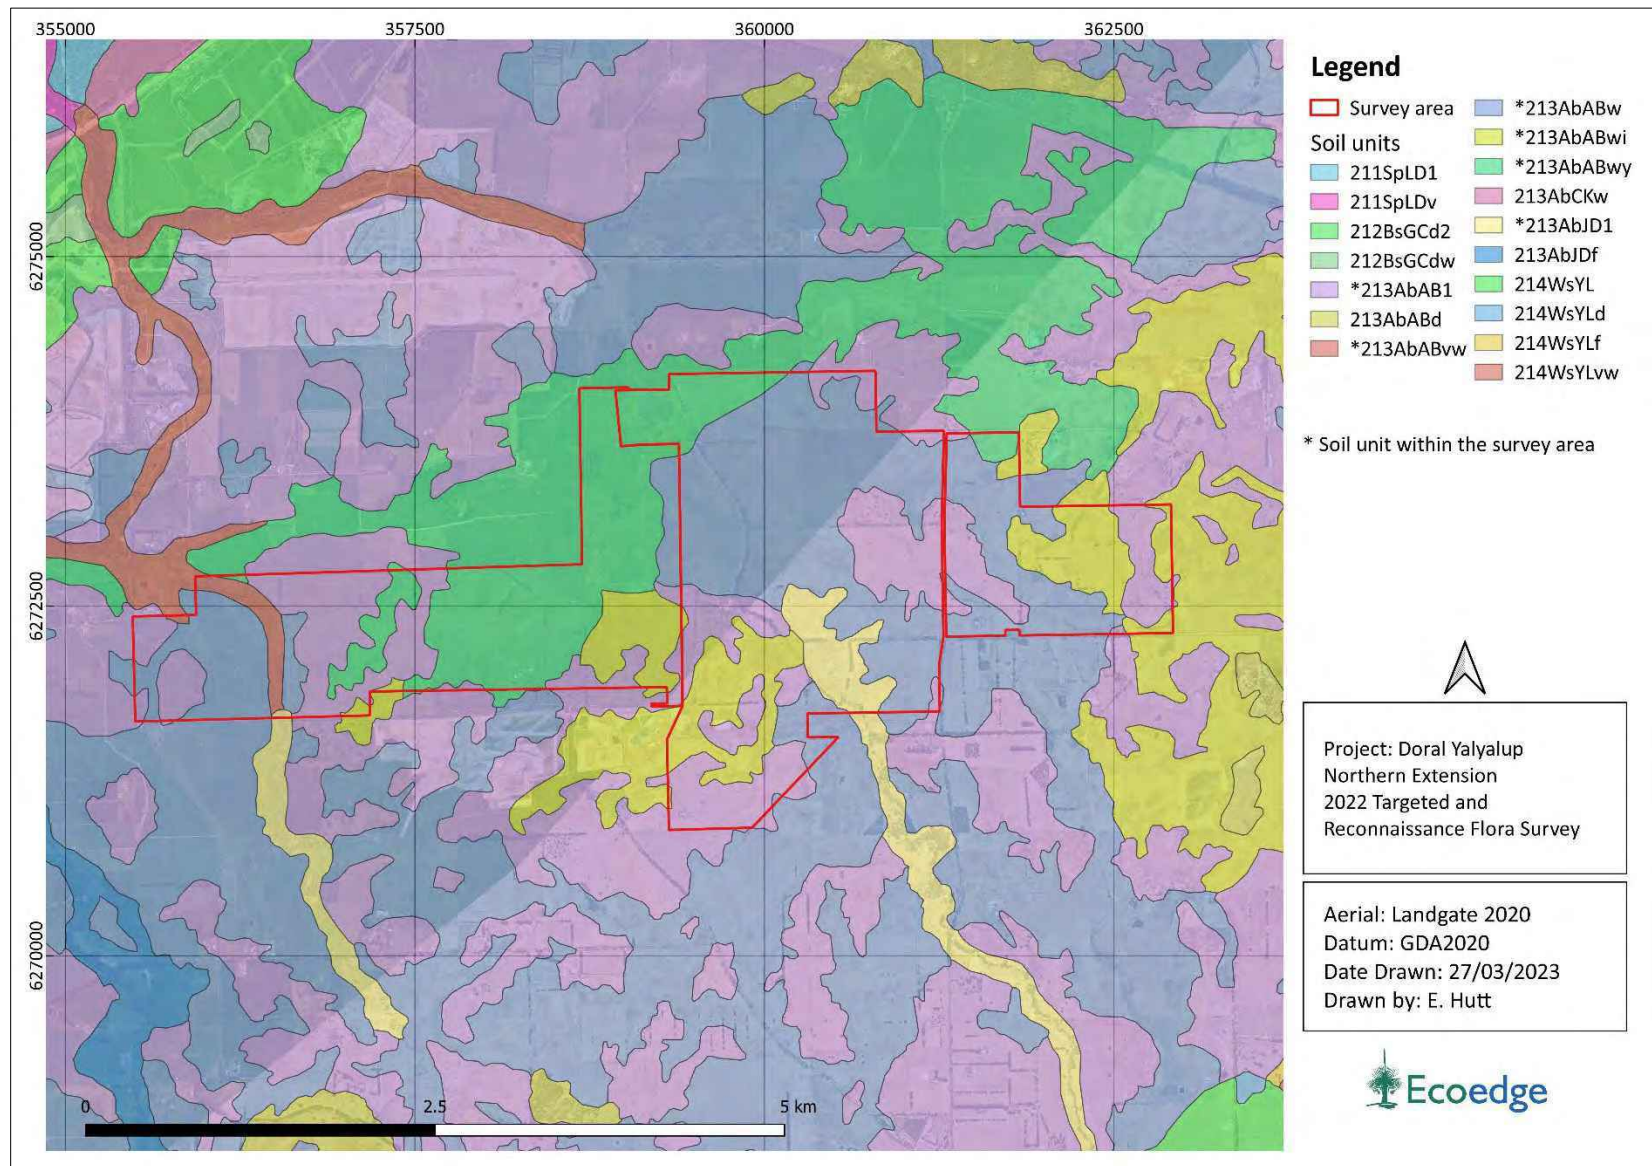 355000
357500
360000
362500
6275000
6272500
6270000
0
2.5
5 km
Legend
Survey area
Soil units
211SpLD1
211SpLDv
212BsGCd2
212BsGCdw
*213AbAB1
213AbABd
*213AbABvw
*213AbABw
*213AbABwi
*213AbABwy
213AbCKw
*213AbJD1
213AbJDf
214WsYL
214WsYLd
214WsYLf
214WsYLvw
* Soil unit within the survey area
Project: Doral Yalyalup
Northern Extension
2022 Targeted and
Reconnaissance Flora Survey
Aerial: Landgate 2020
Datum: GDA2020
Date Drawn: 27/03/2023
Drawn by: E. Hutt
Ecoedge